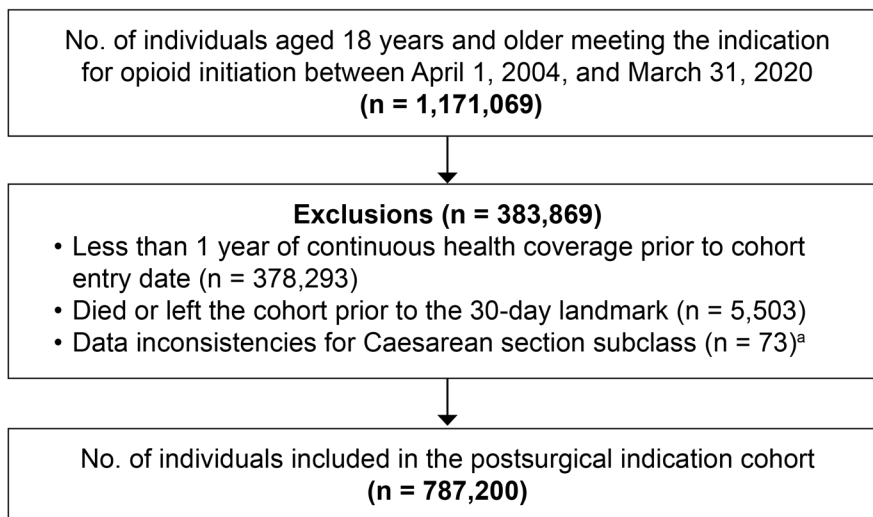 No. of individuals aged 18 years and older meeting the indication
for opioid initiation between April 1, 2004, and March 31, 2020
(n = 1,171,069)
Exclusions (n = 383,869)
• Less than 1 year of continuous health coverage prior to cohort
entry date (n = 378,293)
• Died or left the cohort prior to the 30-day landmark (n = 5,503)
• Data inconsistencies for Caesarean section subclass (n = 73)ᵃ
No. of individuals included in the postsurgical indication cohort
(n = 787,200)